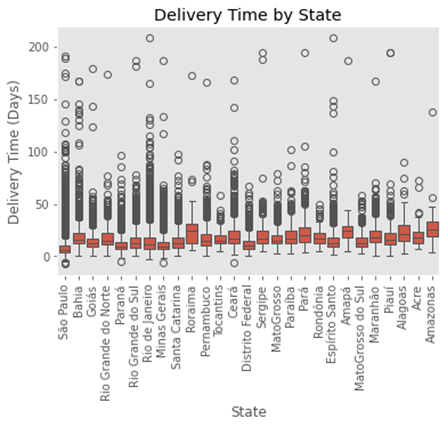 Delivery Time by State
Delivery Time (Days)
200
150
100
50
0
São Paulo
Bahia
Goiás
Rio Grande do Norte
Paraná
Rio Grande do Sul
Rio de Janeiro
Minas Gerais
Santa Catarina
Roraima
Pernambuco
Tocantins
Ceará
Distrito Federal
Sergipe
MatoGrosso
Paraíba
Pará
Rondônia
Espírito Santo
Amapá
MatoGrosso do Sul
Maranhão
Piauí
Alagoas
Acre
Amazonas
State